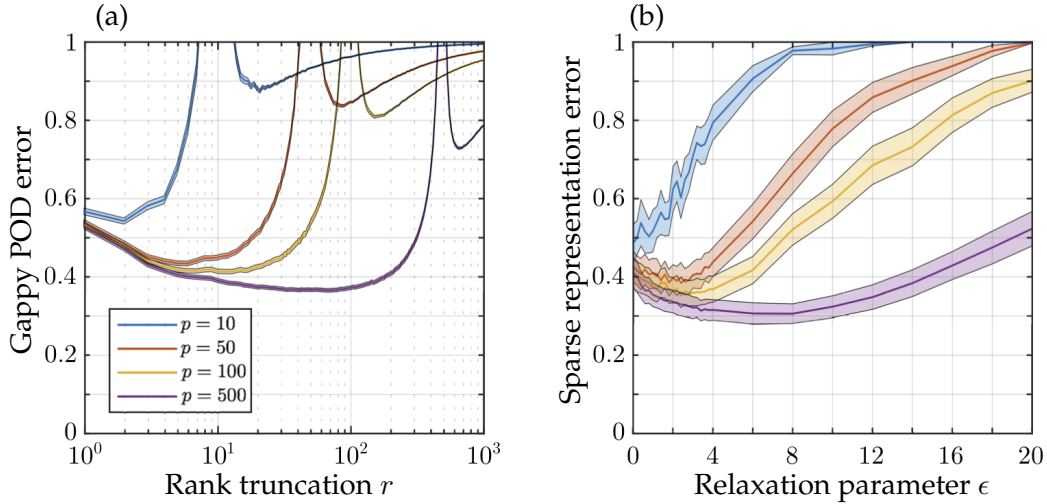 (a)
(b)
Gappy POD error
1
0.8
0.6
0.4
0.2
0
10^0
10^1
10^2
10^3
Rank truncation r
p = 10
p = 50
p = 100
p = 500
Sparse representation error
1
0.8
0.6
0.4
0.2
0
0 4 8 12 16 20
Relaxation parameter ϵ